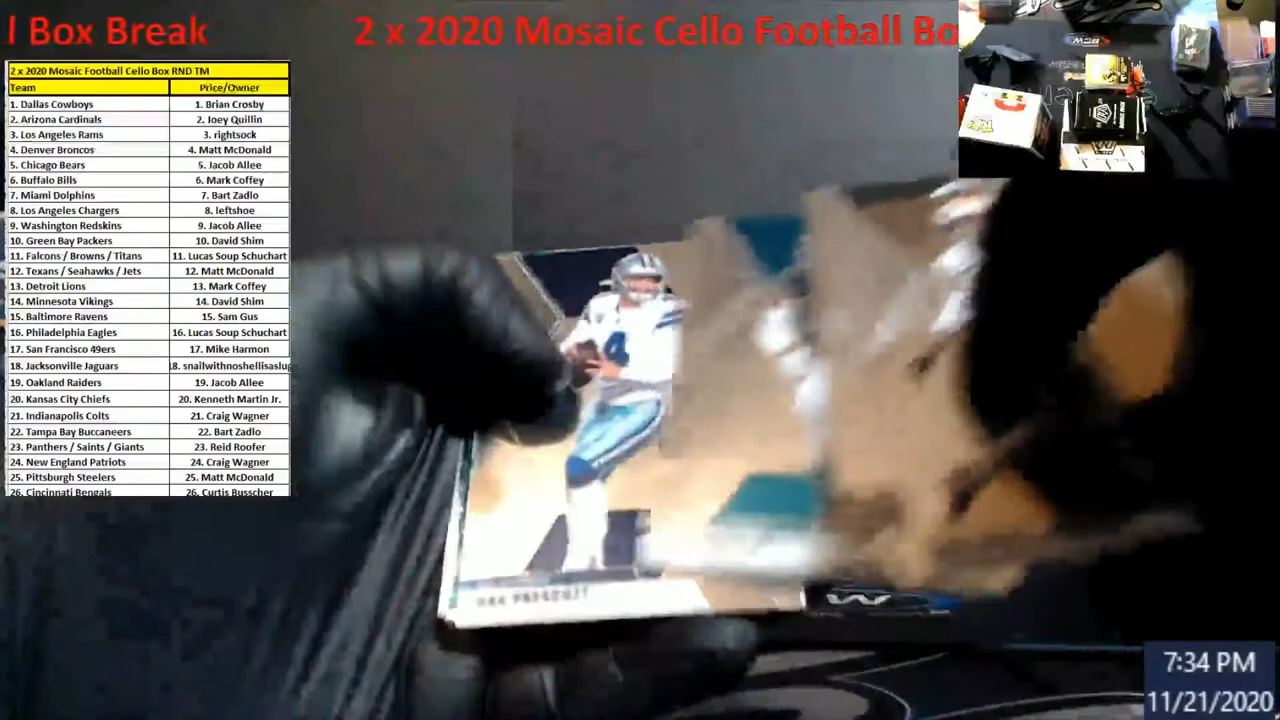 l Box Break
2 x 2020 Mosaic Cello Football Bo
2 x 2020 Mosaic Football Cello Box RND TM
Team Price/Owner
1. Dallas Cowboys 1. Brian Crosby
2. Arizona Cardinals 2. Joey Quillin
3. Los Angeles Rams 3. rightsock
4. Denver Broncos 4. Matt McDonald
5. Chicago Bears 5. Jacob Allee
6. Buffalo Bills 6. Mark Coffey
7. Miami Dolphins 7. Bart Zadlo
8. Los Angeles Chargers 8. leftshoe
9. Washington Redskins 9. Jacob Allee
10. Green Bay Packers 10. David Shim
11. Falcons / Browns / Titans 11. Lucas Soup Schuchart
12. Texans / Seahawks / Jets 12. Matt McDonald
13. Detroit Lions 13. Mark Coffey
14. Minnesota Vikings 14. David Shim
15. Baltimore Ravens 15. Sam Gus
16. Philadelphia Eagles 16. Lucas Soup Schuchart
17. San Francisco 49ers 17. Mike Harmon
18. Jacksonville Jaguars 18. snailwithnoshellisaslug
19. Oakland Raiders 19. Jacob Allee
20. Kansas City Chiefs 20. Kenneth Martin Jr.
21. Indianapolis Colts 21. Craig Wagner
22. Tampa Bay Buccaneers 22. Bart Zadlo
23. Panthers / Saints / Giants 23. Reid Roofer
24. New England Patriots 24. Craig Wagner
25. Pittsburgh Steelers 25. Matt McDonald
26. Cincinnati Bengals 26. Curtis Busscher
4
7:34 PM
11/21/2020